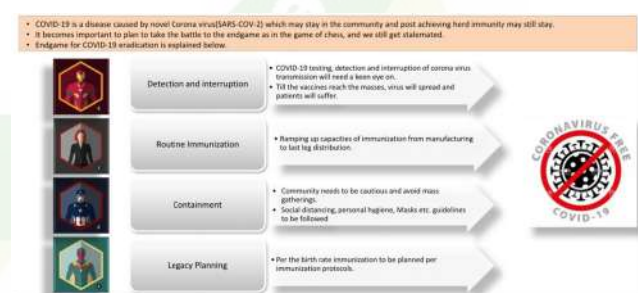 • COVID-19 is a disease caused by novel Corona virus(SARS-COV-2) which may stay in the community and post achieving herd immunity may still stay.
• It becomes important to plan to take the battle to the endgame as in the game of chess, and we still get stalemated.
• Endgame for COVID-19 eradication is explained below.
Detection and interruption
• COVID-19 testing, detection and interruption of corona virus
transmission will need a keen eye on.
• Till the vaccines reach the masses, virus will spread and
patients will suffer.
Routine Immunization
• Ramping up capacities of immunization from manufacturing
to last leg distribution.
Containment
• Community needs to be cautious and avoid mass
gatherings.
• Social distancing, personal hygiene, Masks etc. guidelines
to be followed
Legacy Planning
• Per the birth rate immunization to be planned per
immunization protocols.
CORONAVIRUS FREE
COVID-19